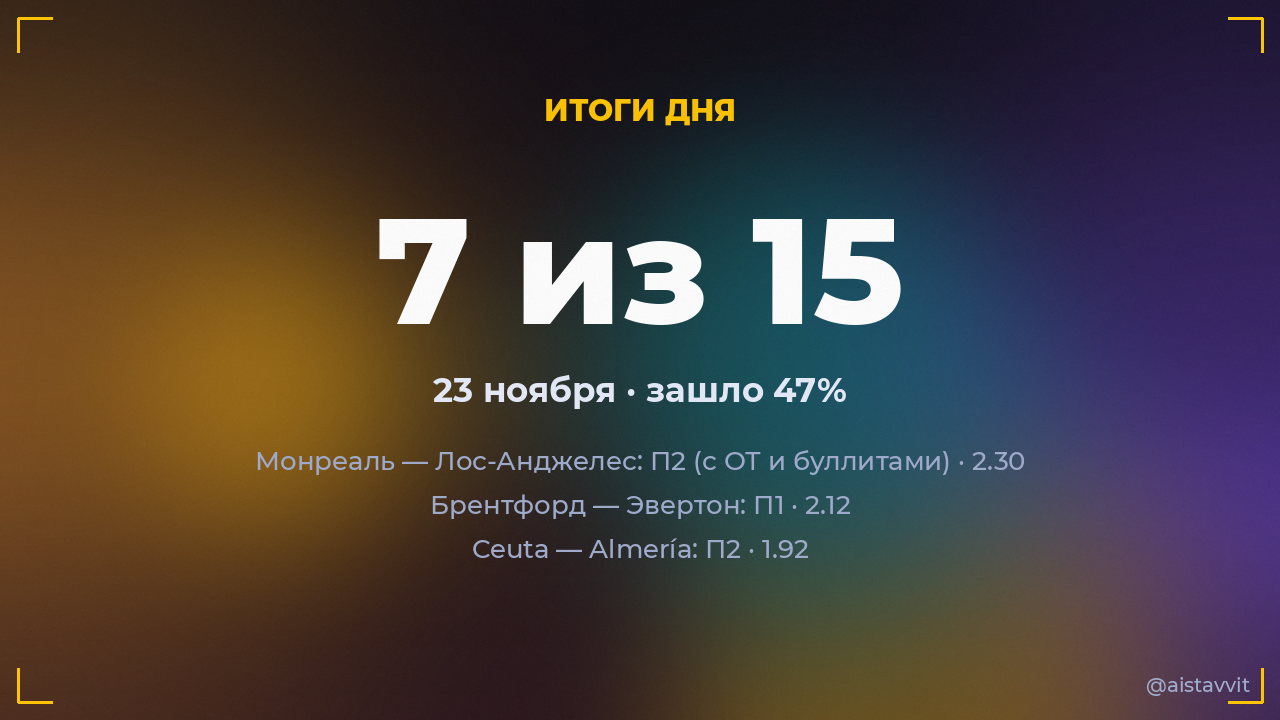 ИТОГИ ДНЯ
7 из 15
23 ноября · зашло 47%
Монреаль — Лос-Анджелес: П2 (с ОТ и буллитами) · 2.30
Брентфорд — Эвертон: П1 · 2.12
Ceuta — Almería: П2 · 1.92
@aistavvit